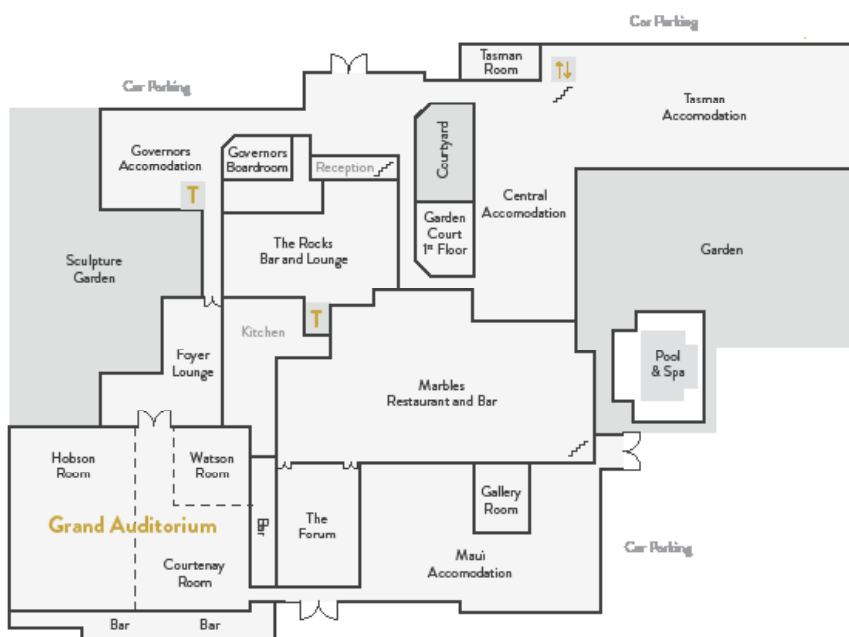 Car Parking
Car Parking
Tasman
Room
Tasman
Accomodation
Governors
Accomodation
Governors
Boardroom
Reception
Courtyard
Central
Accomodation
T
Garden
Court
1st Floor
The Rocks
Bar and Lounge
Garden
Sculpture
Garden
Kitchen
T
Foyer
Lounge
Pool
& Spa
Marbles
Restaurant and Bar
Hobson
Room
Watson
Room
Gallery
Room
Grand Auditorium
Bar
The
Forum
Car Parking
Courtenay
Room
Maui
Accomodation
Bar
Bar